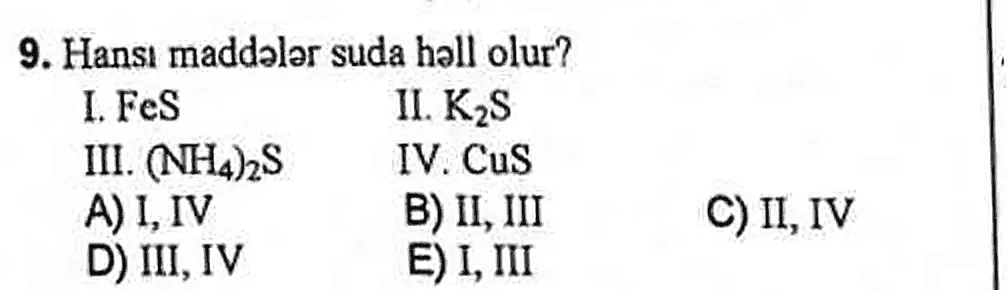 9. Hansı maddələr suda həll olur?
I. FeS II. K₂S
III. (NH₄)₂S IV. CuS
A) I, IV B) II, III C) II, IV
D) III, IV E) I, III